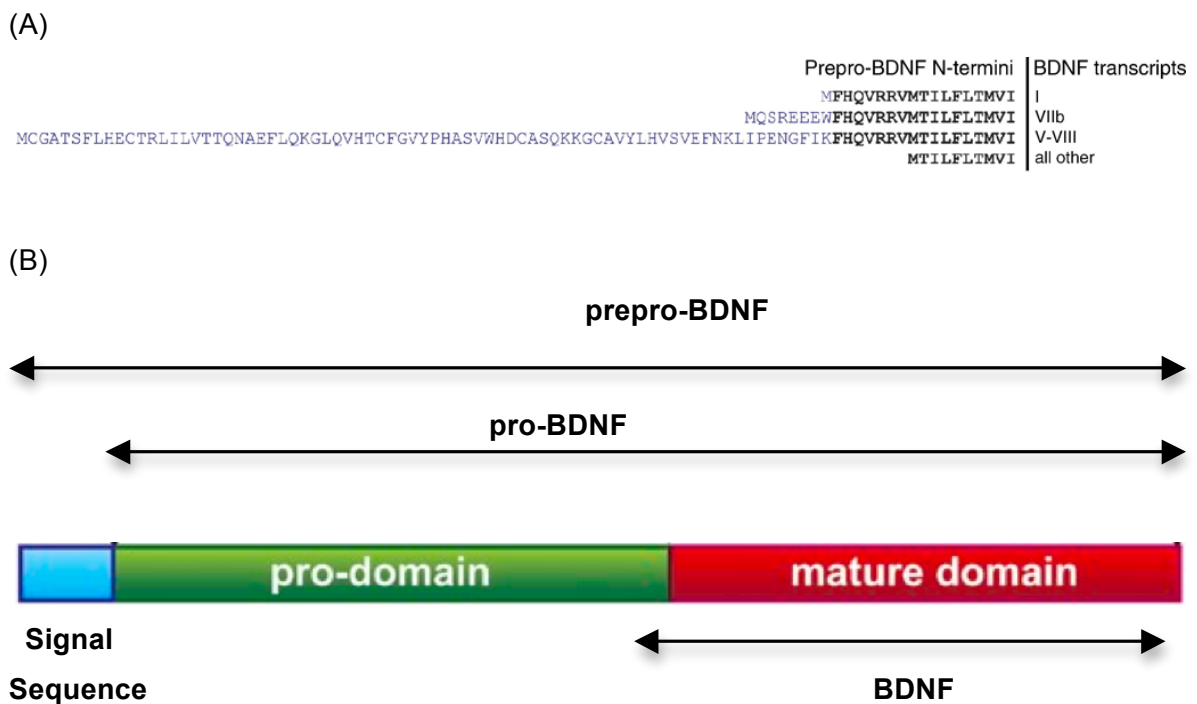 (A)
Prepro-BDNF N-termini BDNF transcripts
MFHQVRRVMTILFLTMVI I
MQSREEEWFHQVRRVMTILFLTMVI VIIb
MCGATSFLHECTRLILVTTQNAEFLQKGLQVHTCFGVYPHASVWHDCASQKKGCAVYLHVSVEFNKLIPENGFIKFHQVRRVMTILFLTMVI V-VIII
MTILFLTMVI all other
(B)
prepro-BDNF
pro-BDNF
pro-domain mature domain
Signal
Sequence BDNF